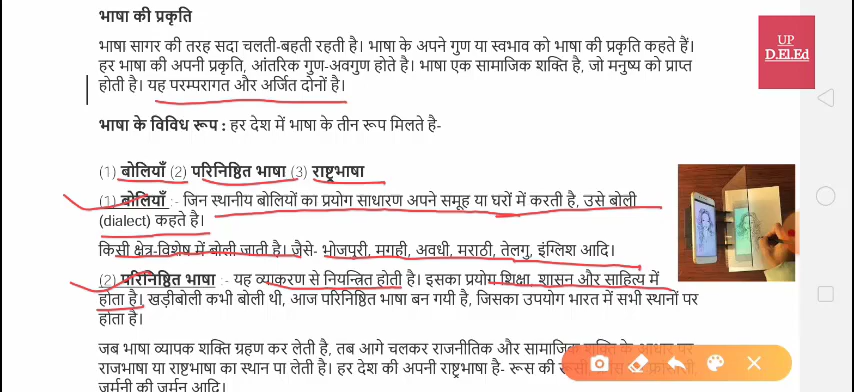 भाषा की प्रकृति
भाषा सागर की तरह सदा चलती-बहती रहती है। भाषा के अपने गुण या स्वभाव को भाषा की प्रकृति कहते हैं।
हर भाषा की अपनी प्रकृति, आंतरिक गुण-अवगुण होते है। भाषा एक सामाजिक शक्ति है, जो मनुष्य को प्राप्त
होती है। यह परम्परागत और अर्जित दोनों है।
UP
D.El.Ed
भाषा के विविध रूप : हर देश में भाषा के तीन रूप मिलते है-
(1) बोलियाँ (2) परिनिष्ठित भाषा (3) राष्ट्रभाषा
(1) बोलियाँ :- जिन स्थानीय बोलियों का प्रयोग साधारण अपने समूह या घरों में करती है, उसे बोली
(dialect) कहते है।
किसी क्षेत्र-विशेष में बोली जाती है। जैसे- भोजपुरी, मगही, अवधी, मराठी, तेलगु, इंग्लिश आदि।
(2) परिनिष्ठित भाषा :- यह व्याकरण से नियन्त्रित होती है। इसका प्रयोग शिक्षा, शासन और साहित्य में
होता है। खड़ीबोली कभी बोली थी, आज परिनिष्ठित भाषा बन गयी है, जिसका उपयोग भारत में सभी स्थानों पर
होता है।
जब भाषा व्यापक शक्ति ग्रहण कर लेती है, तब आगे चलकर राजनीतिक और सामाजिक शक्ति के आधार पर
राजभाषा या राष्टभाषा का स्थान पा लेती है। हर देश की अपनी राष्ट्रभाषा है- रूस की
जर्मनी की जर्मन आदि।